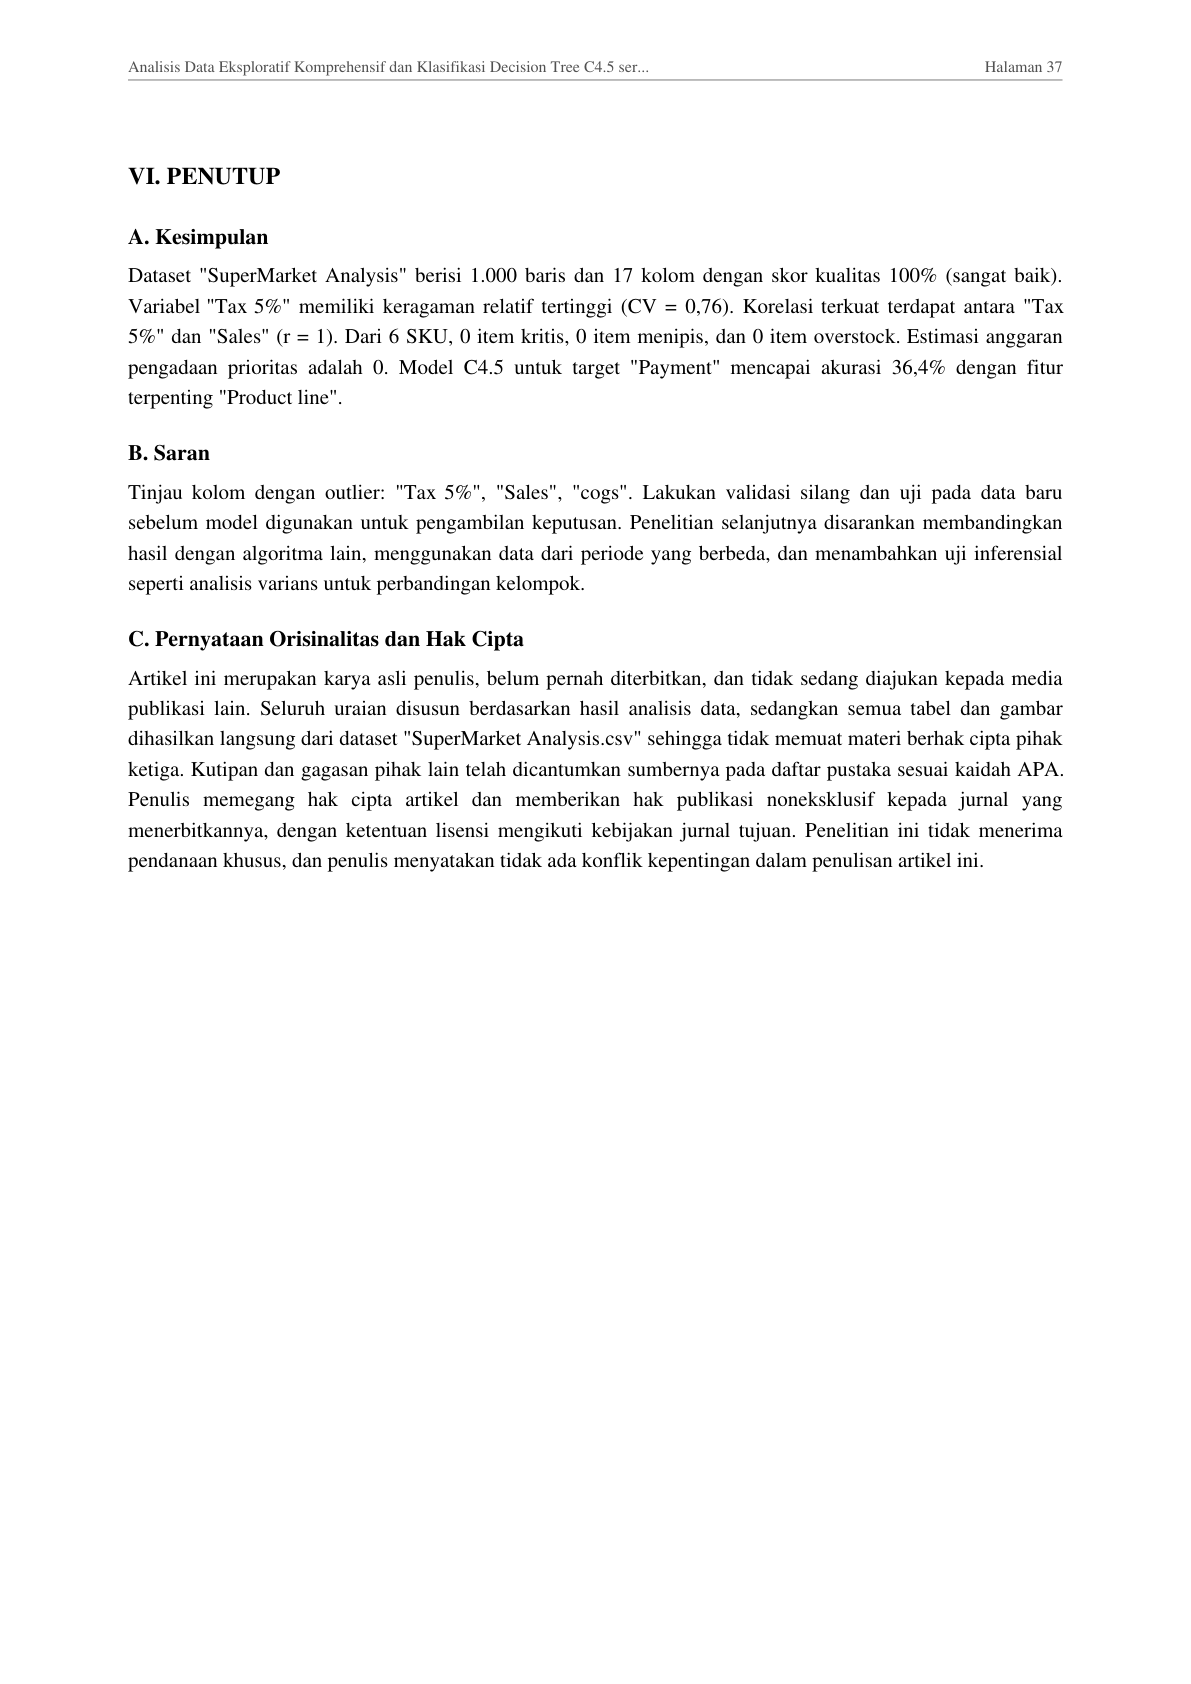 Analisis Data Eksploratif Komprehensif dan Klasifikasi Decision Tree C4.5 ser...
Halaman 37
VI. PENUTUP
A. Kesimpulan
Dataset "SuperMarket Analysis" berisi 1.000 baris dan 17 kolom dengan skor kualitas 100% (sangat baik).
Variabel "Tax 5%" memiliki keragaman relatif tertinggi (CV = 0,76). Korelasi terkuat terdapat antara "Tax
5%" dan "Sales" (r = 1). Dari 6 SKU, 0 item kritis, 0 item menipis, dan 0 item overstock. Estimasi anggaran
pengadaan prioritas adalah 0. Model C4.5 untuk target "Payment" mencapai akurasi 36,4% dengan fitur
terpenting "Product line".
B. Saran
Tinjau kolom dengan outlier: "Tax 5%", "Sales", "cogs". Lakukan validasi silang dan uji pada data baru
sebelum model digunakan untuk pengambilan keputusan. Penelitian selanjutnya disarankan membandingkan
hasil dengan algoritma lain, menggunakan data dari periode yang berbeda, dan menambahkan uji inferensial
seperti analisis varians untuk perbandingan kelompok.
C. Pernyataan Orisinalitas dan Hak Cipta
Artikel ini merupakan karya asli penulis, belum pernah diterbitkan, dan tidak sedang diajukan kepada media
publikasi lain. Seluruh uraian disusun berdasarkan hasil analisis data, sedangkan semua tabel dan gambar
dihasilkan langsung dari dataset "SuperMarket Analysis.csv" sehingga tidak memuat materi berhak cipta pihak
ketiga. Kutipan dan gagasan pihak lain telah dicantumkan sumbernya pada daftar pustaka sesuai kaidah APA.
Penulis memegang hak cipta artikel dan memberikan hak publikasi noneksklusif kepada jurnal yang
menerbitkannya, dengan ketentuan lisensi mengikuti kebijakan jurnal tujuan. Penelitian ini tidak menerima
pendanaan khusus, dan penulis menyatakan tidak ada konflik kepentingan dalam penulisan artikel ini.